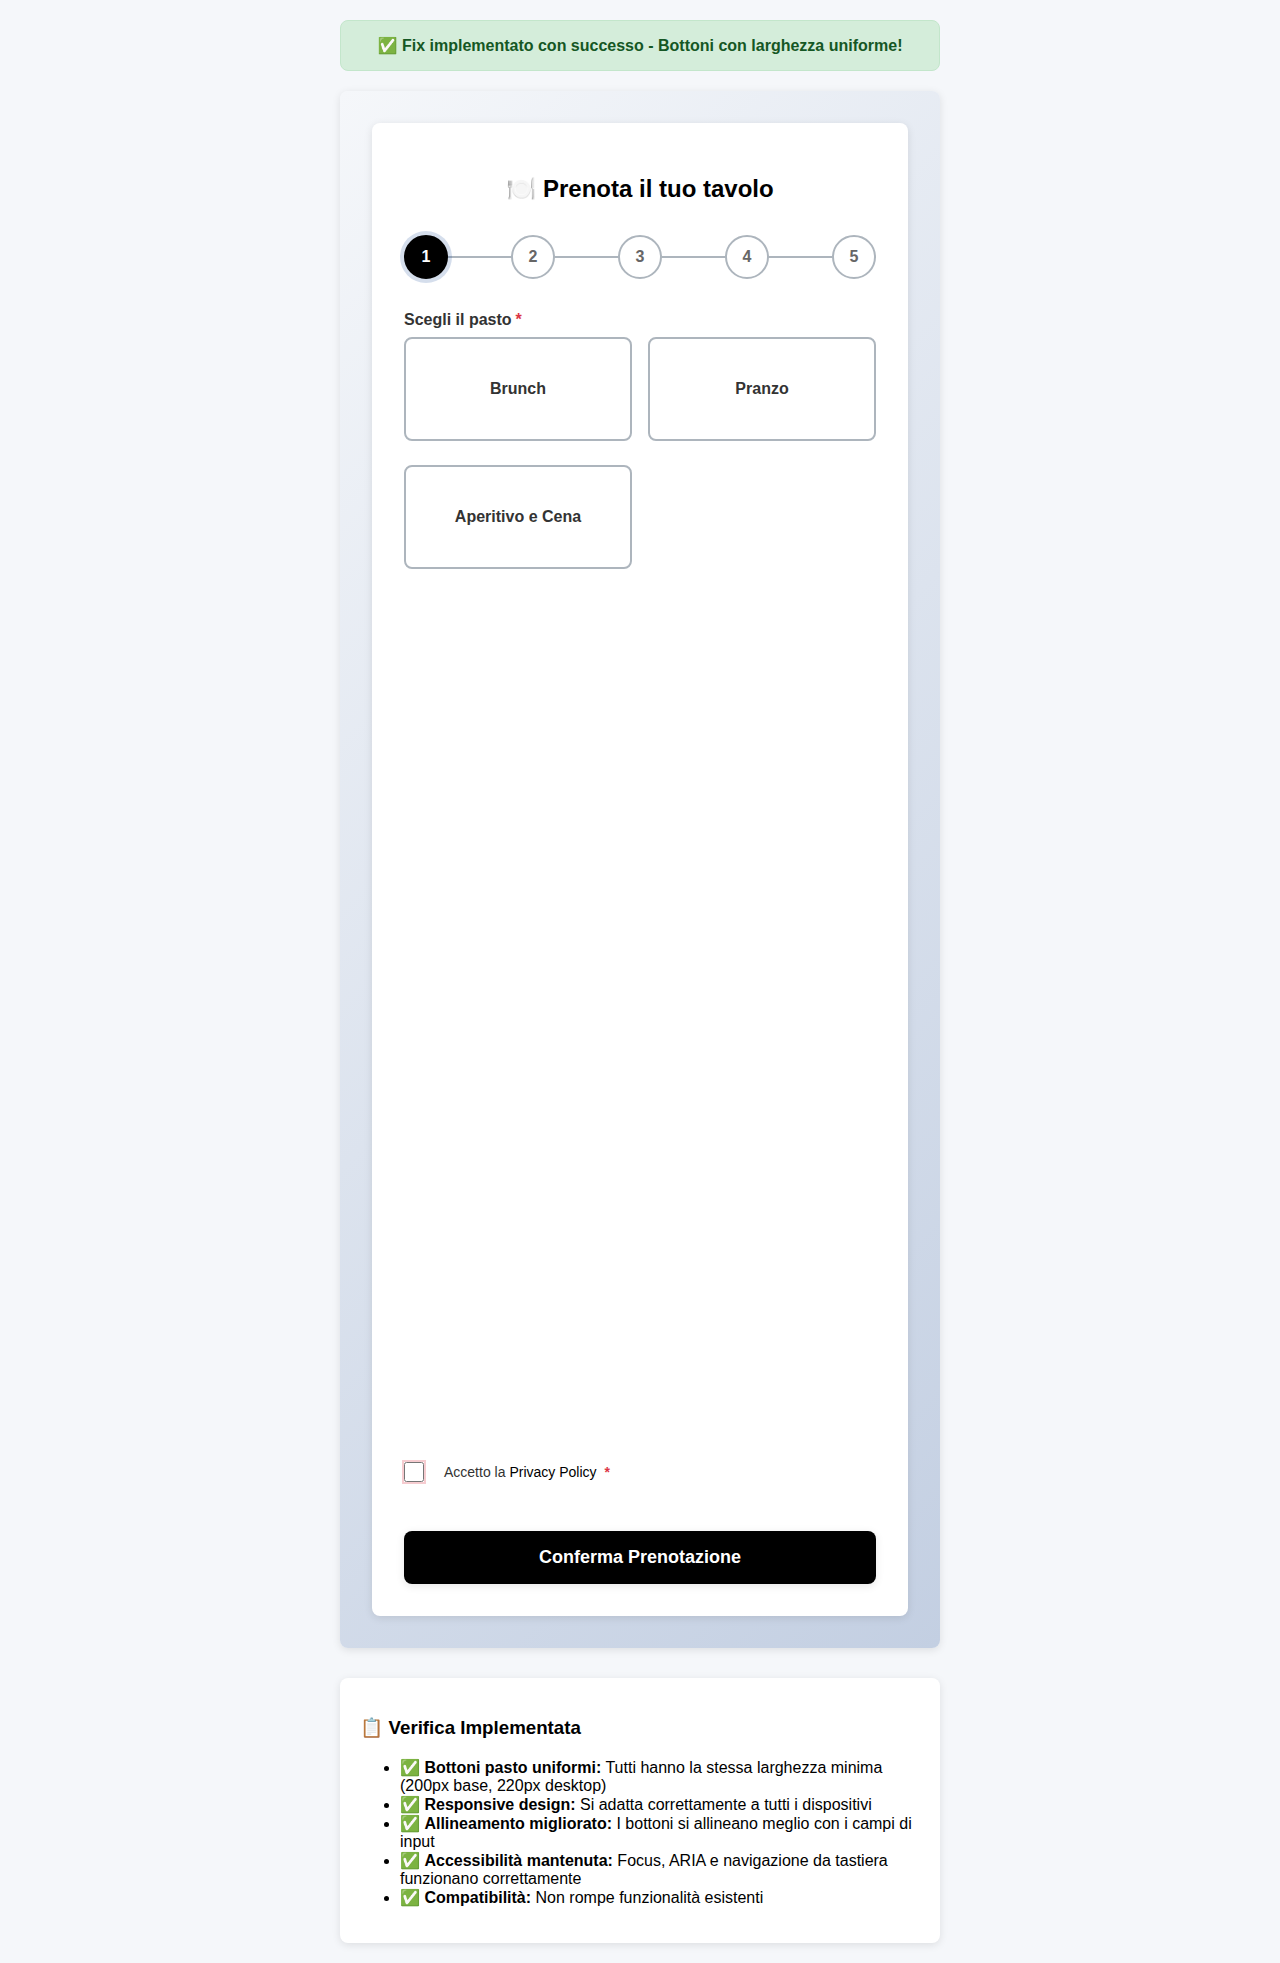 ✅ Fix implementato con successo - Bottoni con larghezza uniforme!
🍽️ Prenota il tuo tavolo
1 2 3 4 5
Scegli il pasto *
Brunch Pranzo
Aperitivo e Cena
Accetto la Privacy Policy *
Conferma Prenotazione
📋 Verifica Implementata
• ✅ Bottoni pasto uniformi: Tutti hanno la stessa larghezza minima
(200px base, 220px desktop)
• ✅ Responsive design: Si adatta correttamente a tutti i dispositivi
• ✅ Allineamento migliorato: I bottoni si allineano meglio con i campi di
input
• ✅ Accessibilità mantenuta: Focus, ARIA e navigazione da tastiera
funzionano correttamente
• ✅ Compatibilità: Non rompe funzionalità esistenti